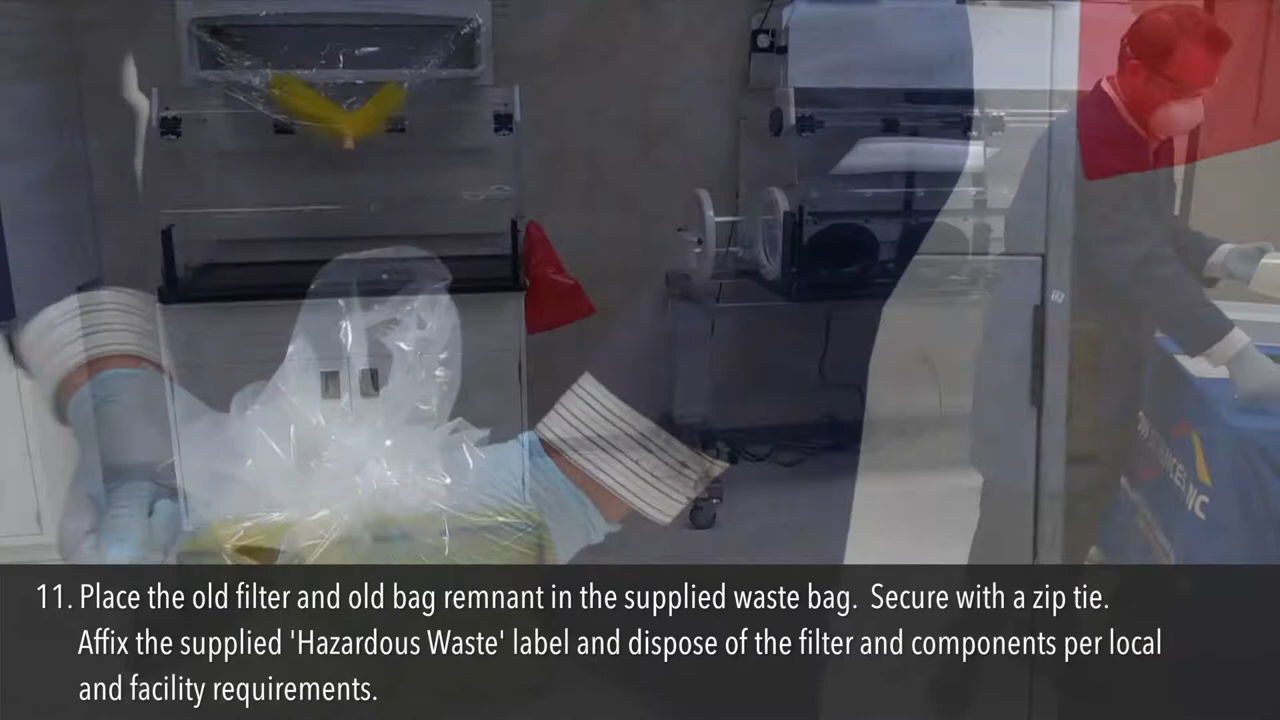 11. Place the old filter and old bag remnant in the supplied waste bag.  Secure with a zip tie.
Affix the supplied 'Hazardous Waste' label and dispose of the filter and components per local
and facility requirements.